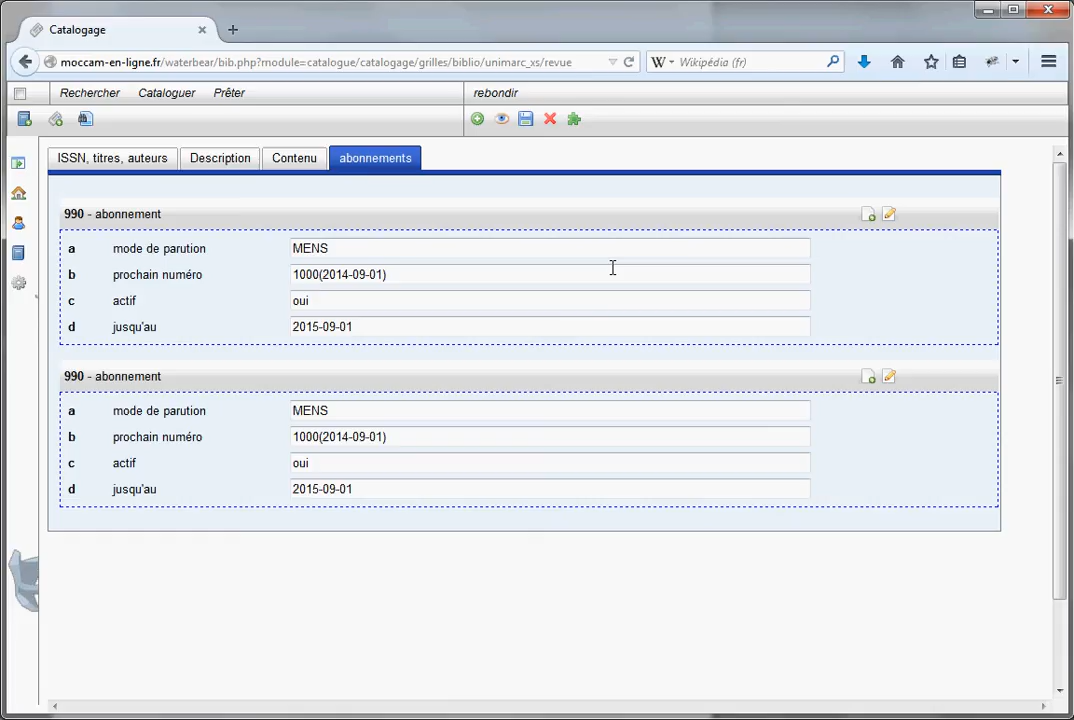 Catalogage
moccam-en-ligne.fr/waterbear/bib.php?module=catalogue/catalogage/grilles/biblio/unimarc_xs/revue
W Wikipédia (fr)
Rechercher Cataloguer Prêter
rebondir
ISSN, titres, auteurs Description Contenu abonnements
990 - abonnement
a mode de parution MENS
b prochain numéro 1000(2014-09-01)
c actif oui
d jusqu'au 2015-09-01
990 - abonnement
a mode de parution MENS
b prochain numéro 1000(2014-09-01)
c actif oui
d jusqu'au 2015-09-01